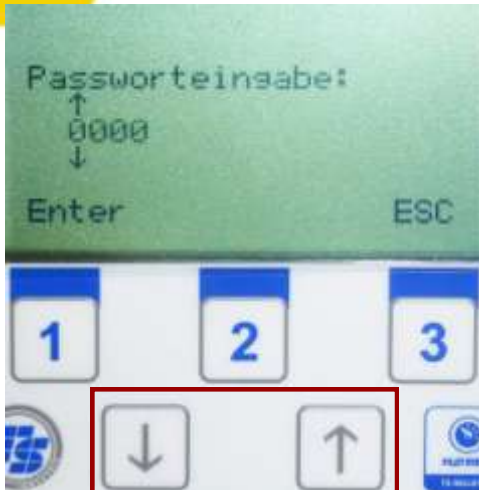 Passworteingabe:
↑
0000
↓
Enter ESC
1 2 3
↓ ↑